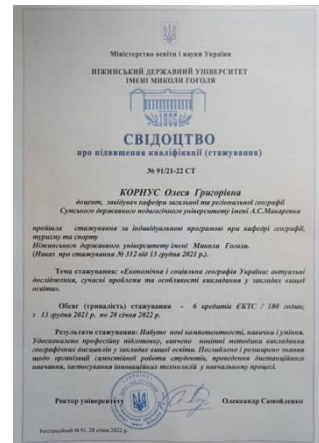 Міністерство освіти і науки України
НІЖИНСЬКИЙ ДЕРЖАВНИЙ УНІВЕРСИТЕТ
ІМЕНІ МИКОЛИ ГОГОЛЯ
1805
СВІДОЦТВО
про підвищення кваліфікації (стажування)
№ 91/21-22 СТ
КОРНУС Олеся Григорівна
доцент, завідувач кафедри загальної та регіональної географії
Сумського державного педагогічного університету імені А.С.Макаренка
пройшла стажування за індивідуальною програмою при кафедрі географії,
туризму та спорту
Ніжинського державного університету імені Миколи Гоголя.
(Наказ про стажування № 312 від 13 грудня 2021 р.).
Тема стажування: «Економічна і соціальна географія України: актуальні
дослідження, сучасні проблеми та особливості викладання у закладах вищої
освіти».
Обсяг (тривалість) стажування - 6 кредитів ЄКТС / 180 годин;
з 13 грудня 2021 р. по 28 січня 2022 р.
Результати стажування: Набуто нові компетентності, навички і уміння.
Удосконалено професійну підготовку, вивчено новітні методики викладання
географічних дисциплін у закладах вищої освіти. Поглиблено і розширено знання
щодо організації самостійної роботи студентів, проведення дистанційного
навчання, застосування інноваційних технологій у навчальному процесі.
Ректор університету Олександр Самойленко
Реєстраційний № 91, 28 січня 2022 р.